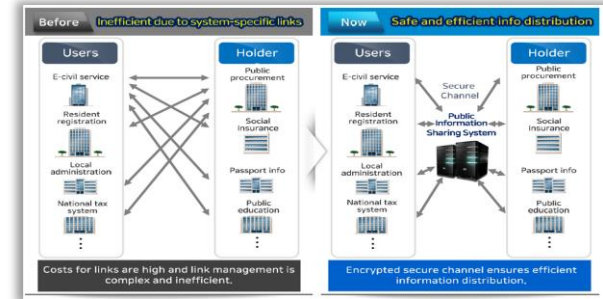 Before
Inefficient due to system-specific links
Users
Holder
E-civil service
Resident
registration
Local
administration
National tax
system
Public
procurement
Social
insurance
Passport info
Public
education
Costs for links are high and link management is
complex and inefficient.
Now
Safe and efficient info distribution
Users
Holder
E-civil service
Resident
registration
Local
administration
National tax
system
Secure
Channel
Public
Information
Sharing System
Public
procurement
Social
insurance
Passport info
Public
education
Encrypted secure channel ensures efficient
information distribution.